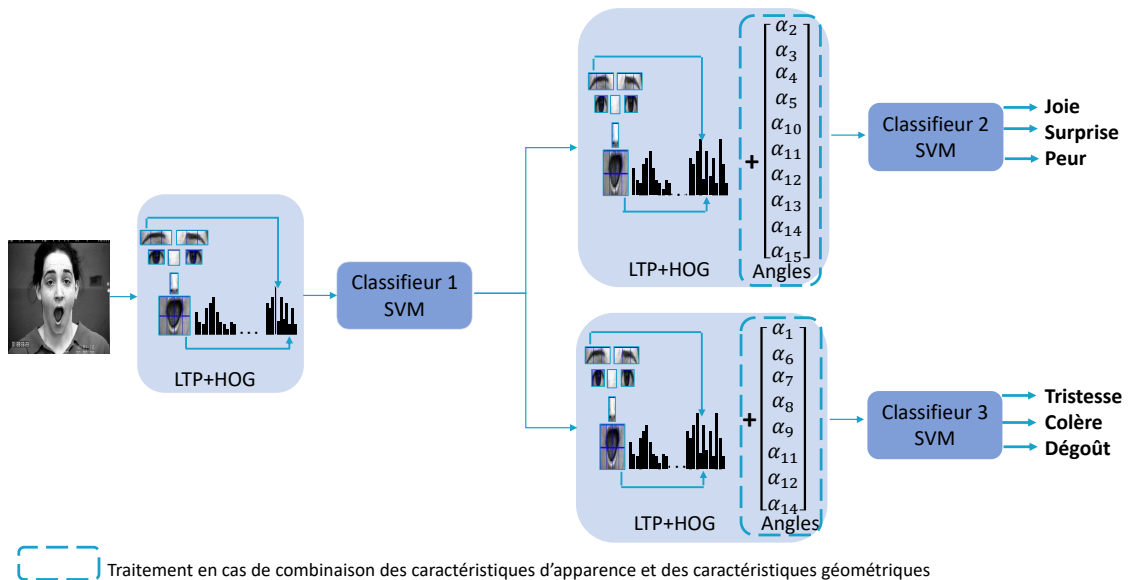 LTP+HOG
Classifieur 1
SVM
LTP+HOG
+
α2
α3
α4
α5
α10
α11
α12
α13
α14
α15
Angles
Classifieur 2
SVM
Joie
Surprise
Peur
LTP+HOG
+
α1
α6
α7
α8
α9
α11
α12
α14
Angles
Classifieur 3
SVM
Tristesse
Colère
Dégoût
Traitement en cas de combinaison des caractéristiques d’apparence et des caractéristiques géométriques